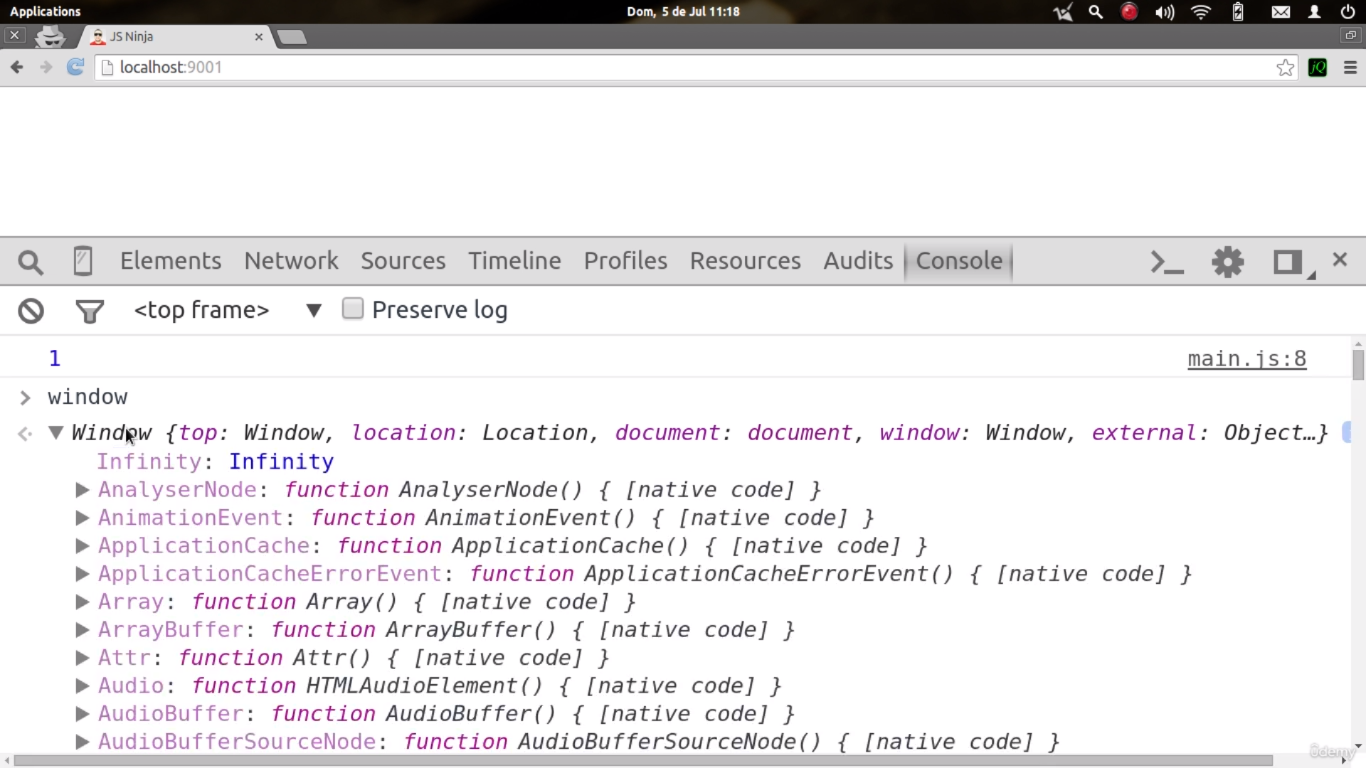 Applications
Dom, 5 de Jul 11:18
JS Ninja
localhost:9001
jQ
Elements Network Sources Timeline Profiles Resources Audits Console
<top frame> Preserve log
1 main.js:8
> window
Window {top: Window, location: Location, document: document, window: Window, external: Object…}
Infinity: Infinity
AnalyserNode: function AnalyserNode() { [native code] }
AnimationEvent: function AnimationEvent() { [native code] }
ApplicationCache: function ApplicationCache() { [native code] }
ApplicationCacheErrorEvent: function ApplicationCacheErrorEvent() { [native code] }
Array: function Array() { [native code] }
ArrayBuffer: function ArrayBuffer() { [native code] }
Attr: function Attr() { [native code] }
Audio: function HTMLAudioElement() { [native code] }
AudioBuffer: function AudioBuffer() { [native code] }
AudioBufferSourceNode: function AudioBufferSourceNode() { [native code] }
ûdemy